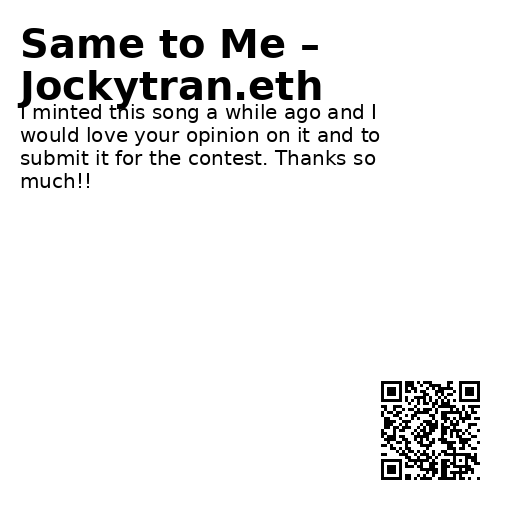 Same to Me –
Jockytran.eth
I minted this song a while ago and I
would love your opinion on it and to
submit it for the contest. Thanks so
much!!